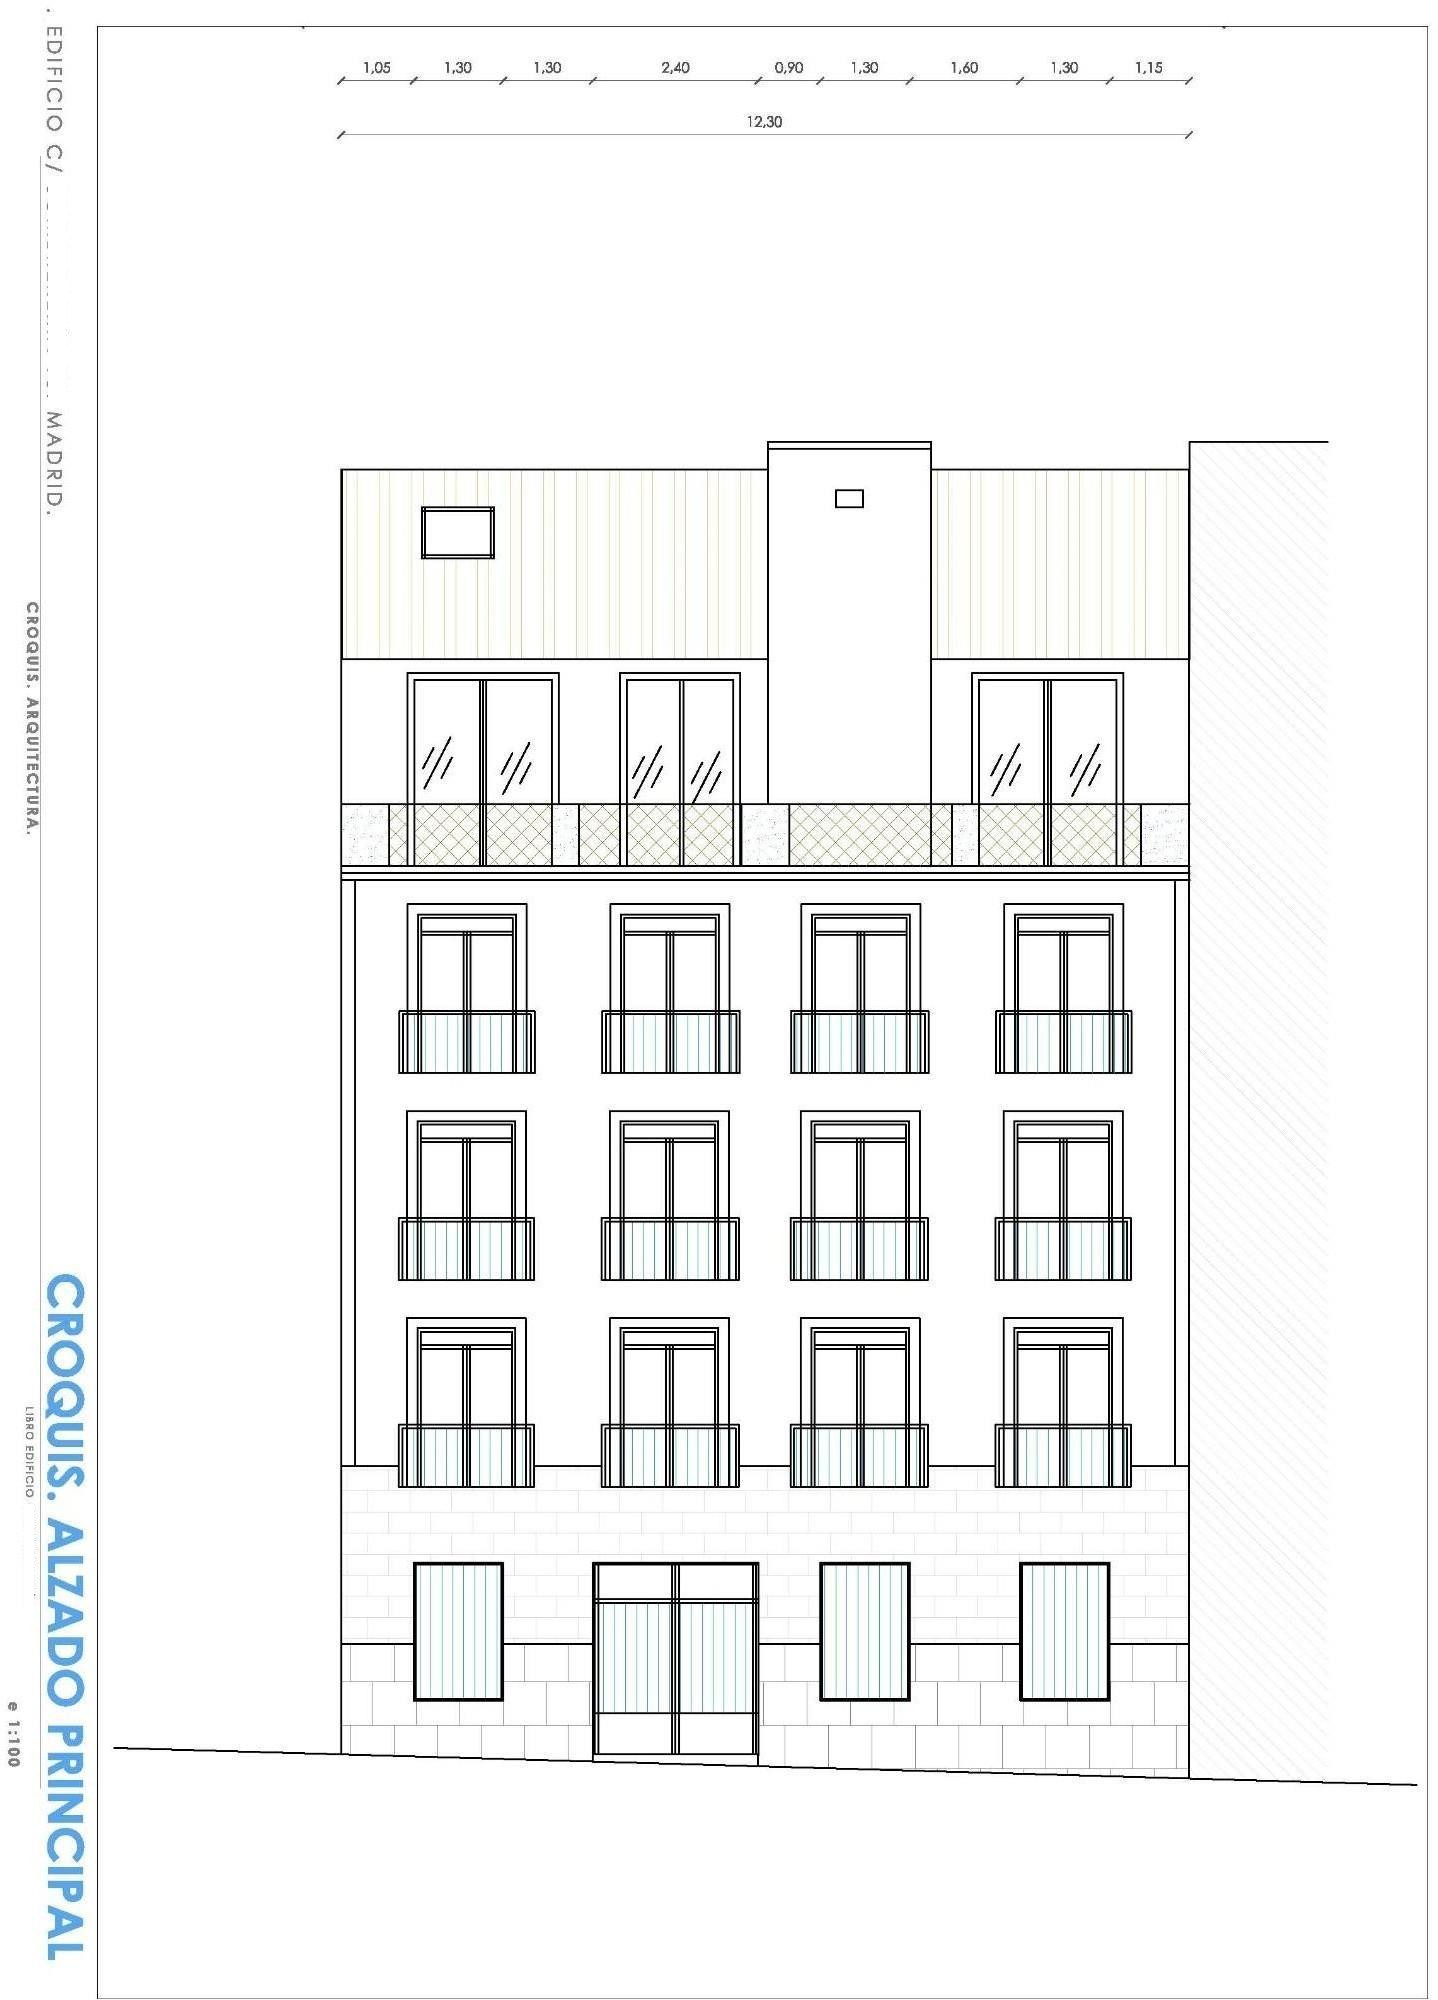 1,05 1,30 1,30 2,40 0,90 1,30 1,60 1,30 1,15
12,30
. EDIFICIO C/
MADRID.
CROQUIS. ARQUITECTURA.
CROQUIS. ALZADO PRINCIPAL
LIBRO EDIFICIO
e 1:100